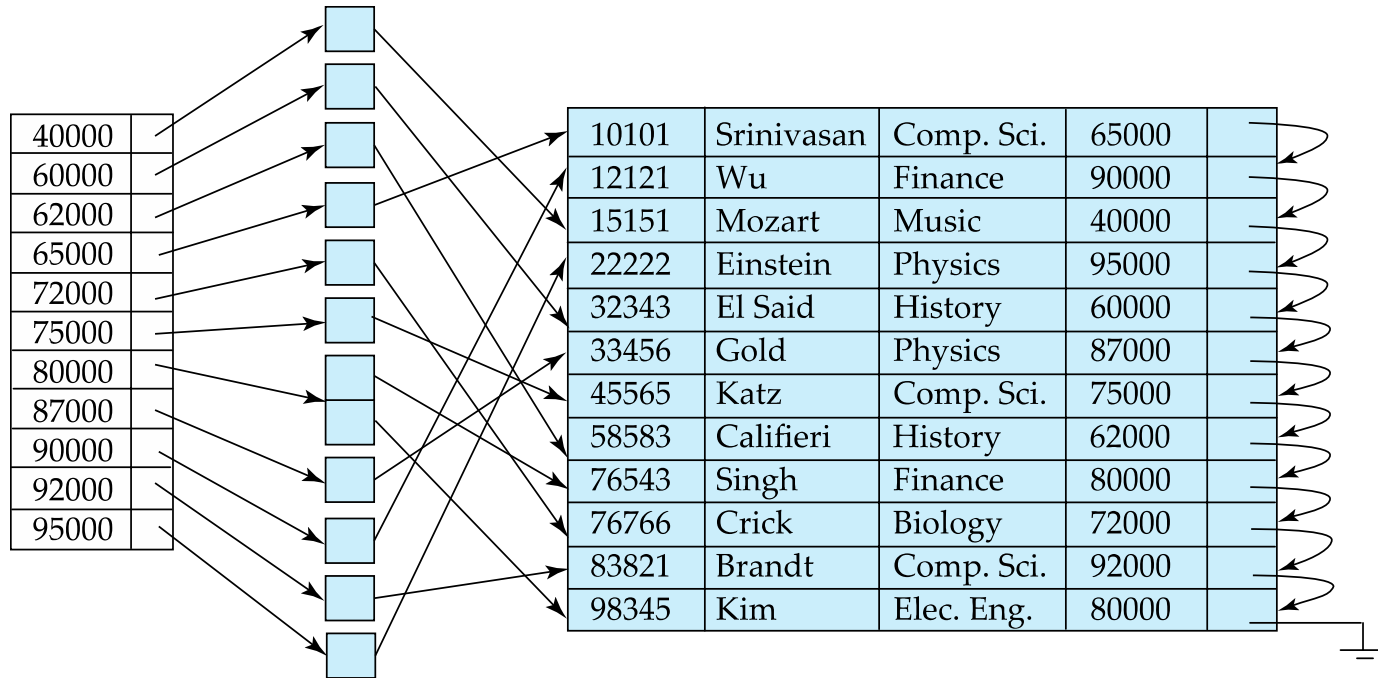 40000
60000
62000
65000
72000
75000
80000
87000
90000
92000
95000
10101 Srinivasan Comp. Sci. 65000
12121 Wu Finance 90000
15151 Mozart Music 40000
22222 Einstein Physics 95000
32343 El Said History 60000
33456 Gold Physics 87000
45565 Katz Comp. Sci. 75000
58583 Califieri History 62000
76543 Singh Finance 80000
76766 Crick Biology 72000
83821 Brandt Comp. Sci. 92000
98345 Kim Elec. Eng. 80000